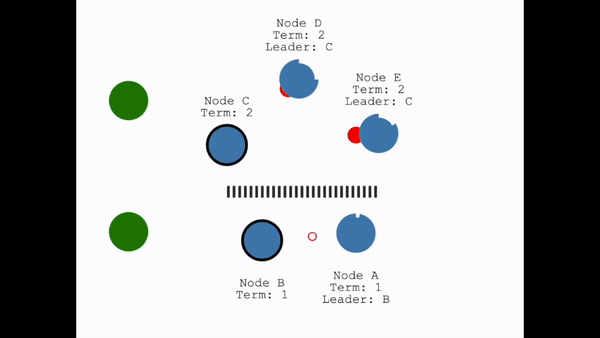 Node D
Term: 2
Leader: C
Node E
Term: 2
Leader: C
Node C
Term: 2
Node B
Term: 1
Node A
Term: 1
Leader: B